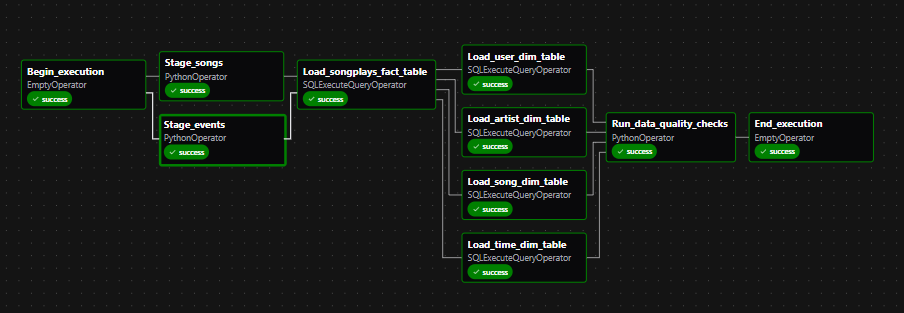 Begin_execution
EmptyOperator
success
Stage_songs
PythonOperator
success
Stage_events
PythonOperator
success
Load_songplays_fact_table
SQLExecuteQueryOperator
success
Load_user_dim_table
SQLExecuteQueryOperator
success
Load_artist_dim_table
SQLExecuteQueryOperator
success
Load_song_dim_table
SQLExecuteQueryOperator
success
Load_time_dim_table
SQLExecuteQueryOperator
success
Run_data_quality_checks
PythonOperator
success
End_execution
EmptyOperator
success